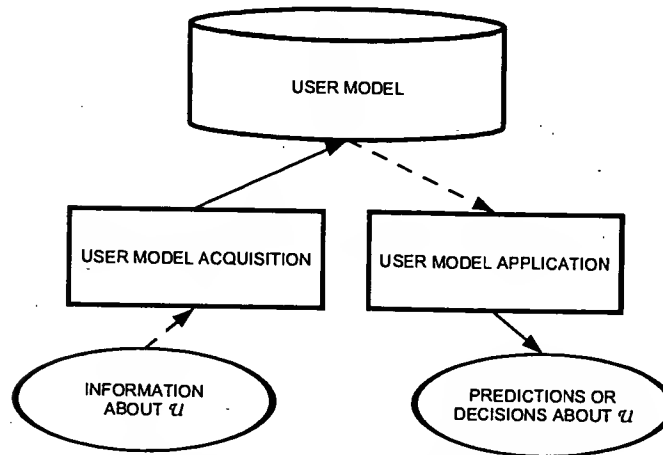 USER MODEL
USER MODEL ACQUISITION
USER MODEL APPLICATION
INFORMATION
ABOUT 𝒰
PREDICTIONS OR
DECISIONS ABOUT 𝒰